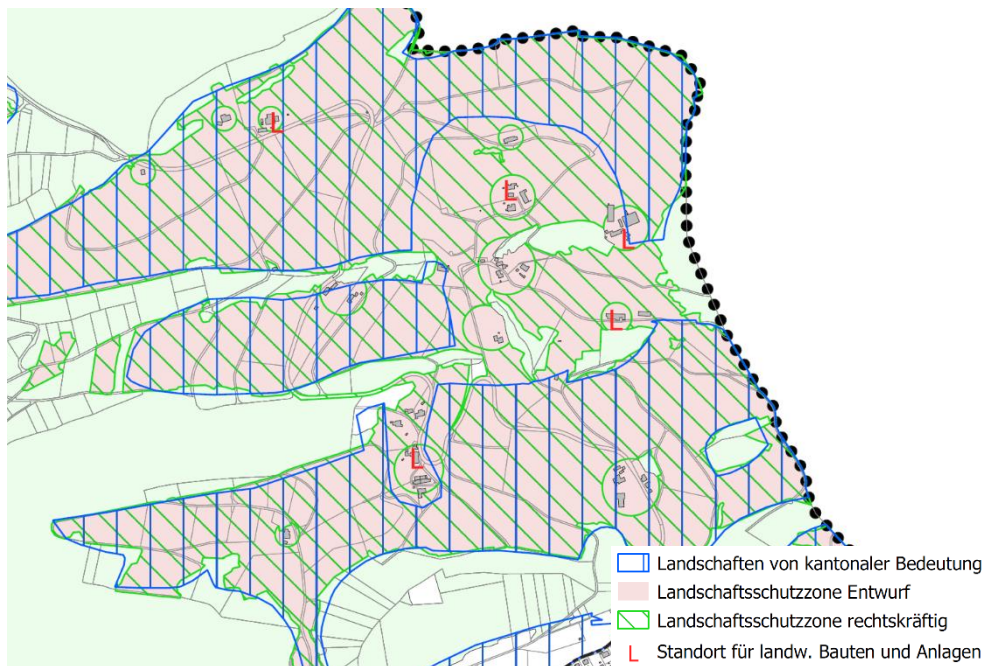 L
L
L
L
L
Landschaften von kantonaler Bedeutung
Landschaftsschutzzone Entwurf
Landschaftsschutzzone rechtskräftig
L Standort für landw. Bauten und Anlagen